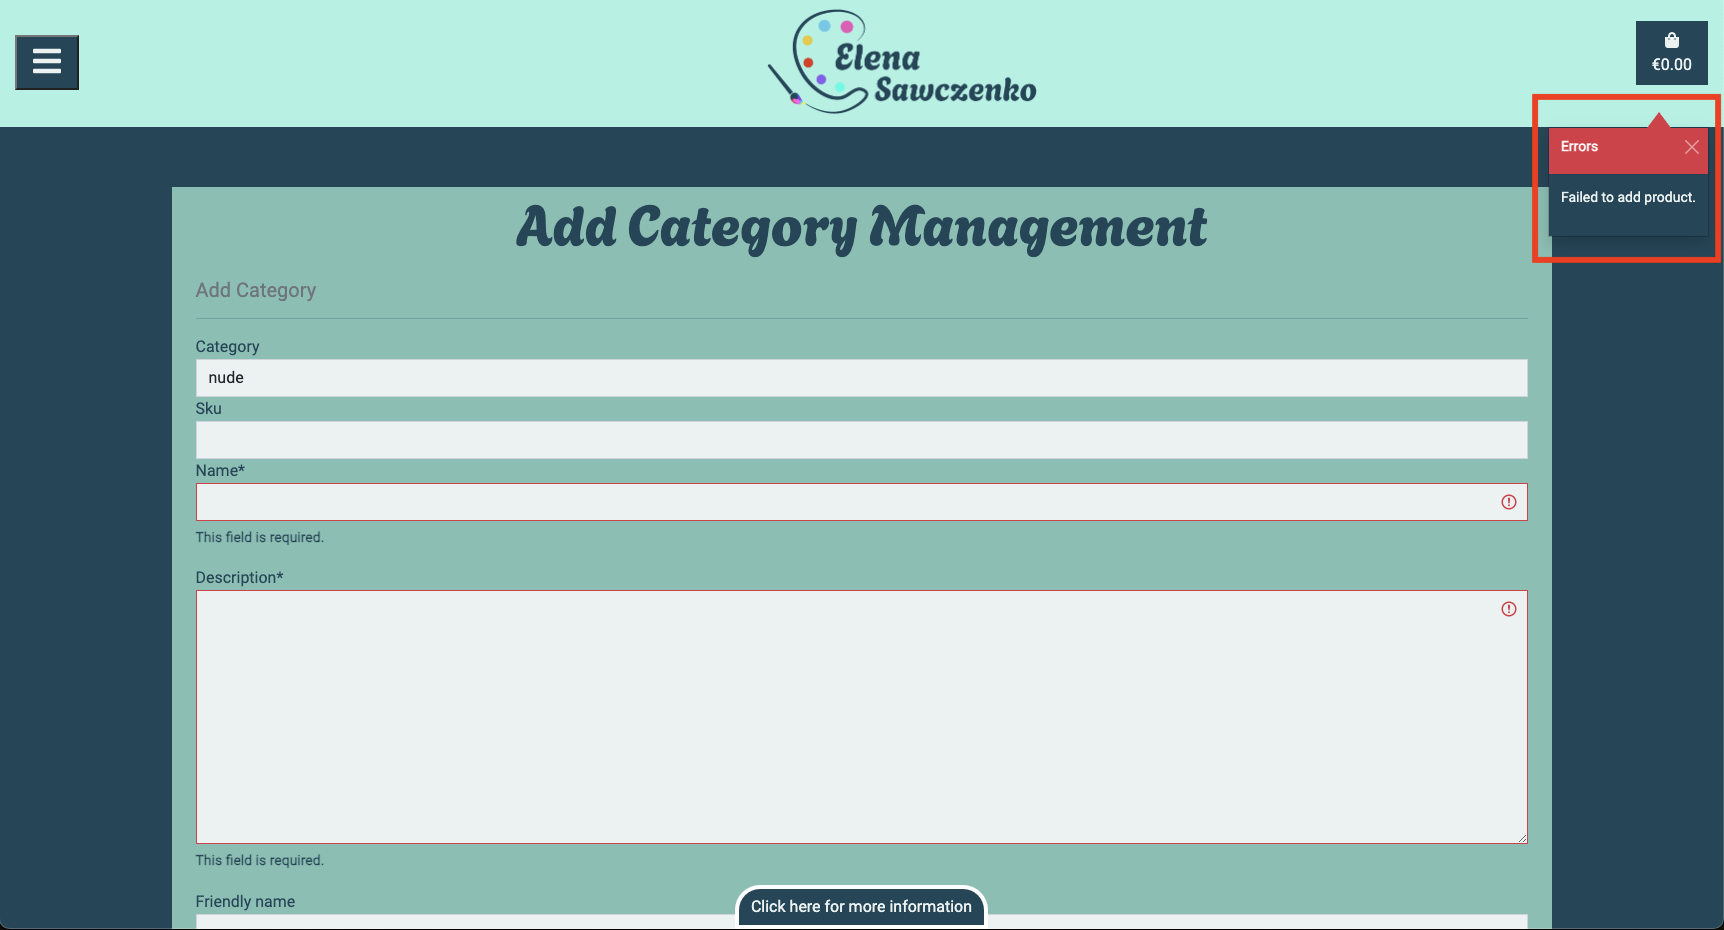 Elena
Sawczenko
€0.00
Errors
Failed to add product.
Add Category Management
Add Category
Category
nude
Sku
Name*
This field is required.
Description*
This field is required.
Friendly name
Click here for more information